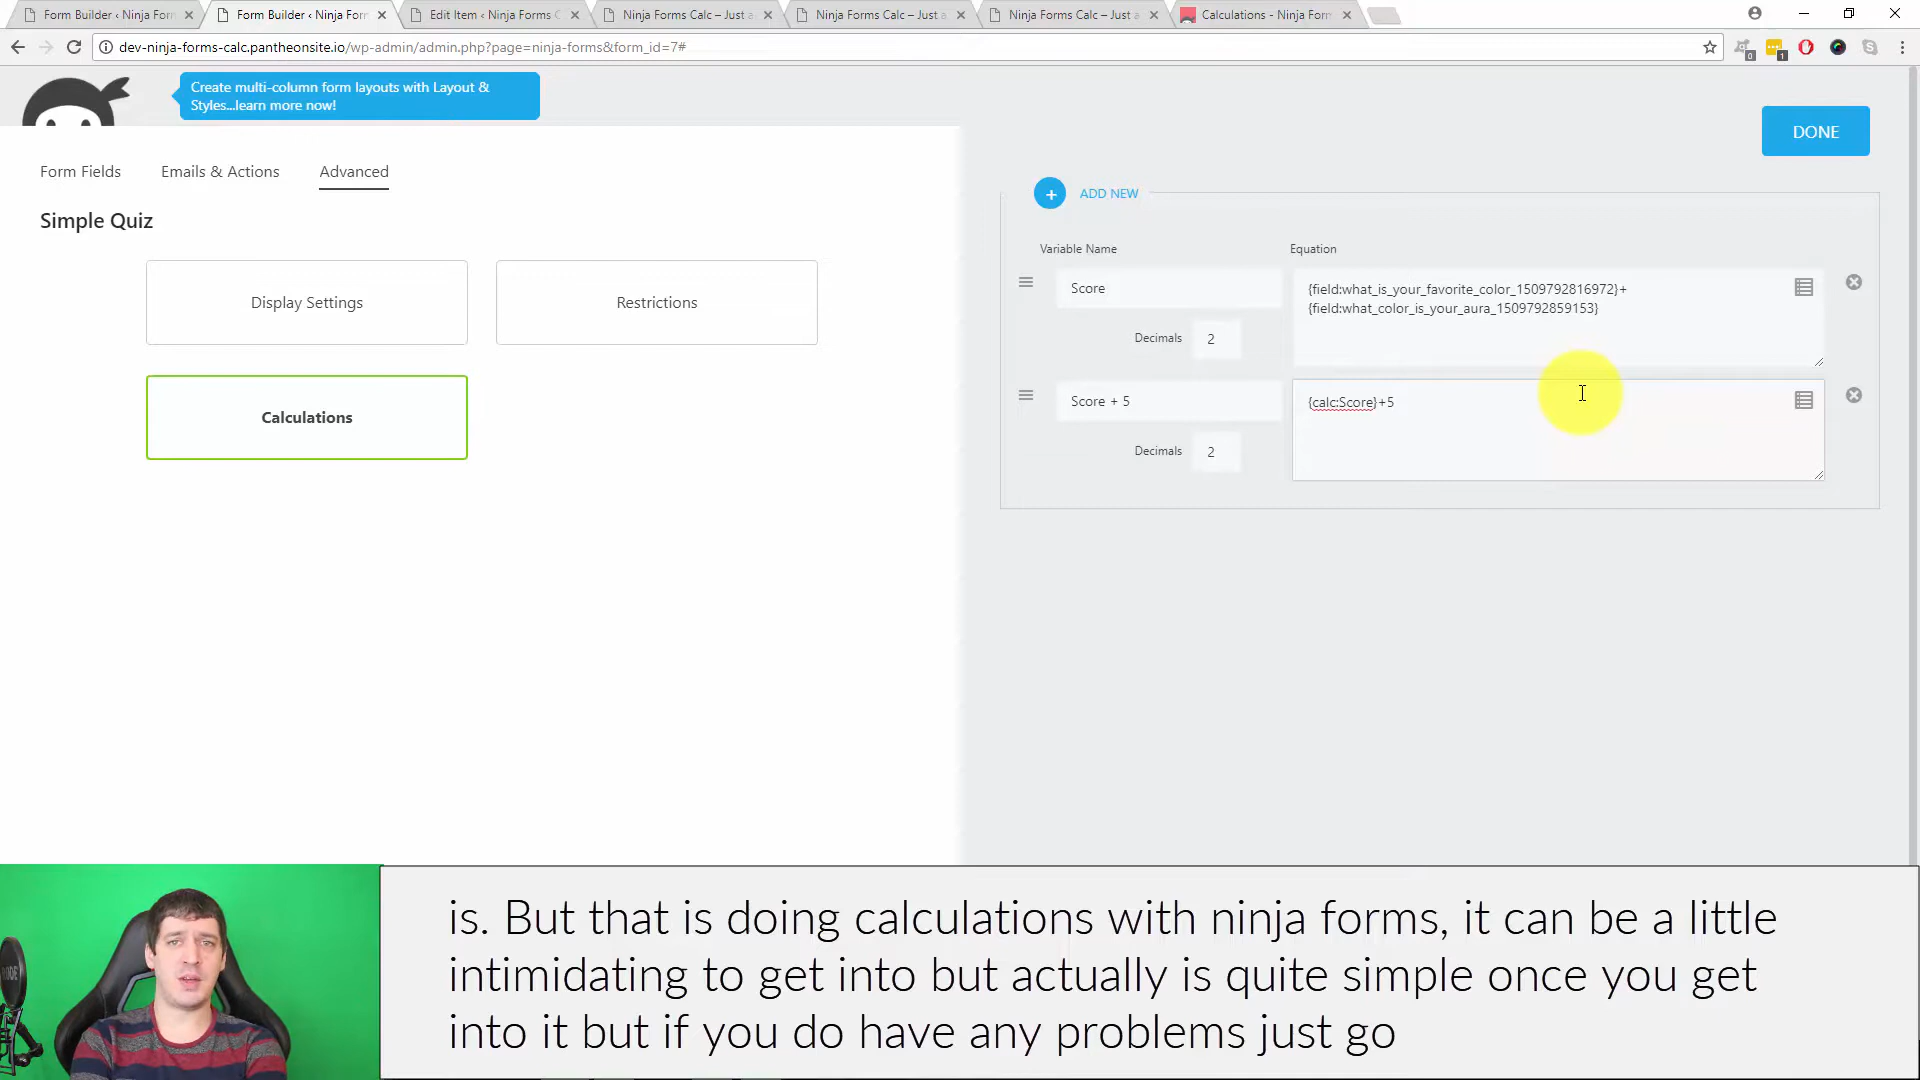 Form Builder ‹ Ninja Forn
Form Builder ‹ Ninja Forn
Edit Item ‹ Ninja Forms C
Ninja Forms Calc – Just a
Ninja Forms Calc – Just a
Ninja Forms Calc – Just a
Calculations - Ninja Form
dev-ninja-forms-calc.pantheonsite.io/wp-admin/admin.php?page=ninja-forms&form_id=7#
0
1
Create multi-column form layouts with Layout &
Styles...learn more now!
DONE
Form Fields
Emails & Actions
Advanced
Simple Quiz
Display Settings
Restrictions
Calculations
+ ADD NEW
Variable Name
Equation
Score
{field:what_is_your_favorite_color_1509792816972}+
{field:what_color_is_your_aura_1509792859153}
Decimals
2
Score + 5
{calc:Score}+5
Decimals
2
is. But that is doing calculations with ninja forms, it can be a little
intimidating to get into but actually is quite simple once you get
into it but if you do have any problems just go